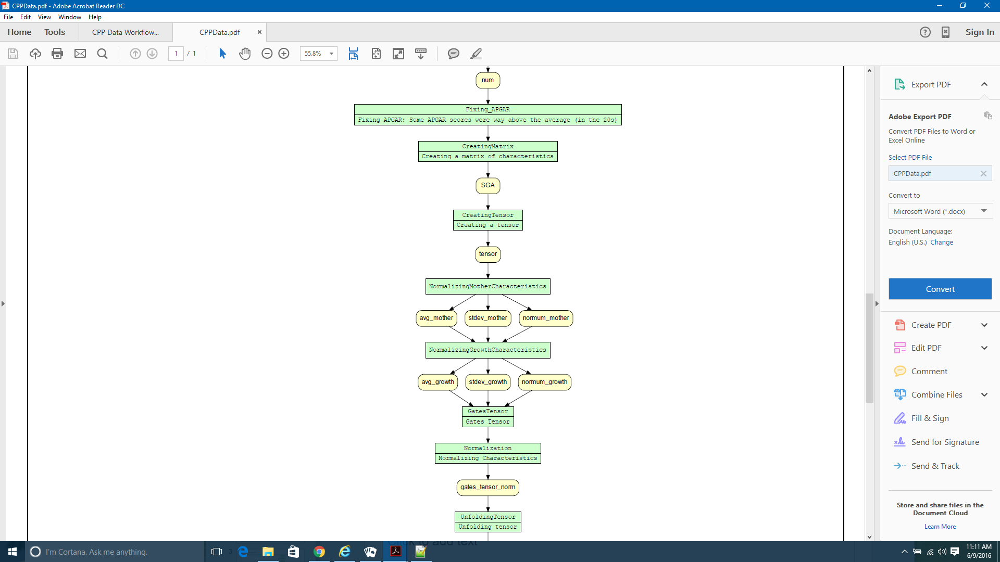 CPPData.pdf - Adobe Acrobat Reader DC
File Edit View Window Help
Home Tools CPP Data Workflow... CPPData.pdf × Sign In
1 / 1 55.8%
num
Fixing_APGAR
Fixing APGAR: Some APGAR scores were way above the average (in the 20s)
CreatingMatrix
Creating a matrix of characteristics
SGA
CreatingTensor
Creating a tensor
tensor
NormalizingMotherCharacteristics
avg_mother stdev_mother normum_mother
NormalizingGrowthCharacteristics
avg_growth stdev_growth normum_growth
GatesTensor
Gates Tensor
Normalization
Normalizing Characteristics
gates_tensor_norm
UnfoldingTensor
Unfolding tensor
Export PDF
Adobe Export PDF
Convert PDF Files to Word or
Excel Online
Select PDF File
CPPData.pdf
Convert to
Microsoft Word (*.docx)
Document Language:
English (U.S.) Change
Convert
Create PDF
Edit PDF
Comment
Combine Files
Fill & Sign
Send for Signature
Send & Track
Store and share files in the
Document Cloud
Learn More
I'm Cortana. Ask me anything.
Click to add text
11:11 AM
6/9/2016